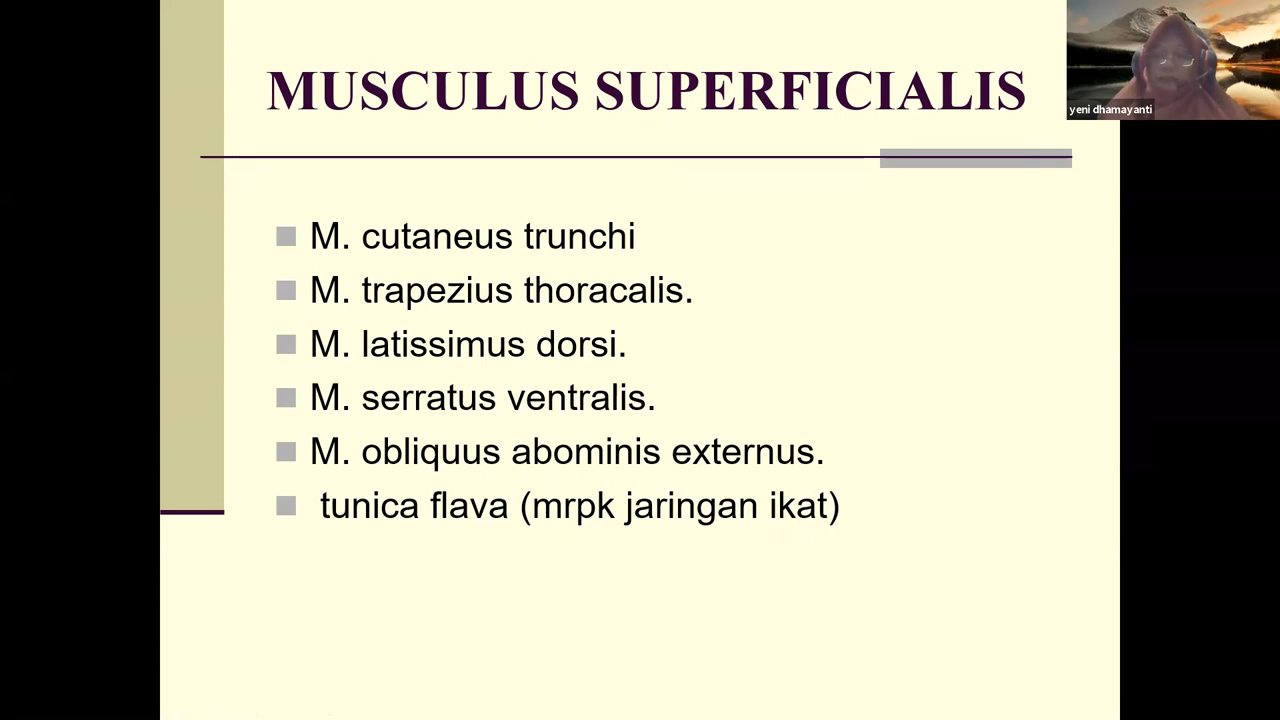 MUSCULUS SUPERFICIALIS
yeni dhamayanti
M. cutaneus trunchi
M. trapezius thoracalis.
M. latissimus dorsi.
M. serratus ventralis.
M. obliquus abominis externus.
tunica flava (mrpk jaringan ikat)